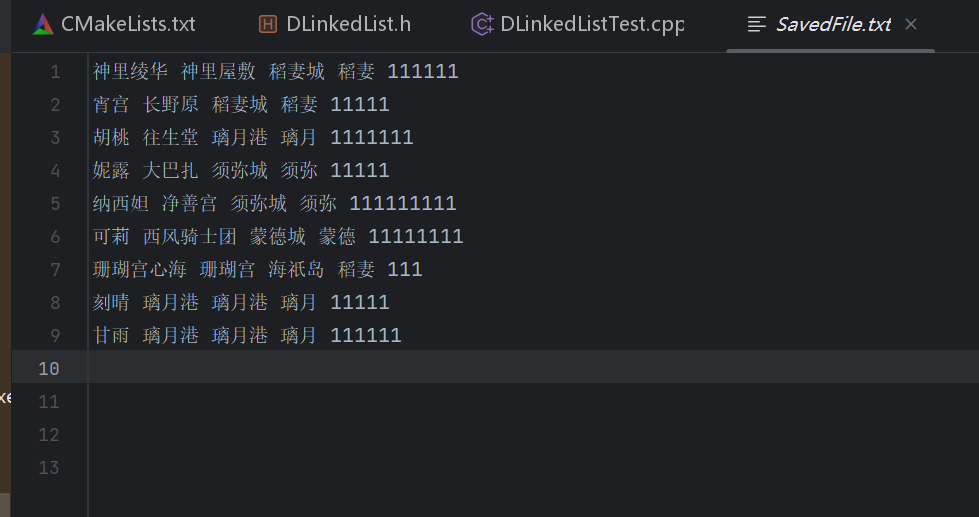 CMakeLists.txt DLinkedList.h DLinkedListTest.cpp SavedFile.txt
1 神里绫华 神里屋敷 稻妻城 稻妻 111111
2 宵宫 长野原 稻妻城 稻妻 11111
3 胡桃 往生堂 璃月港 璃月 1111111
4 妮露 大巴扎 须弥城 须弥 11111
5 纳西妲 净善宫 须弥城 须弥 111111111
6 可莉 西风骑士团 蒙德城 蒙德 11111111
7 珊瑚宫心海 珊瑚宫 海祇岛 稻妻 111
8 刻晴 璃月港 璃月港 璃月 11111
9 甘雨 璃月港 璃月港 璃月 111111
10
11
12
13